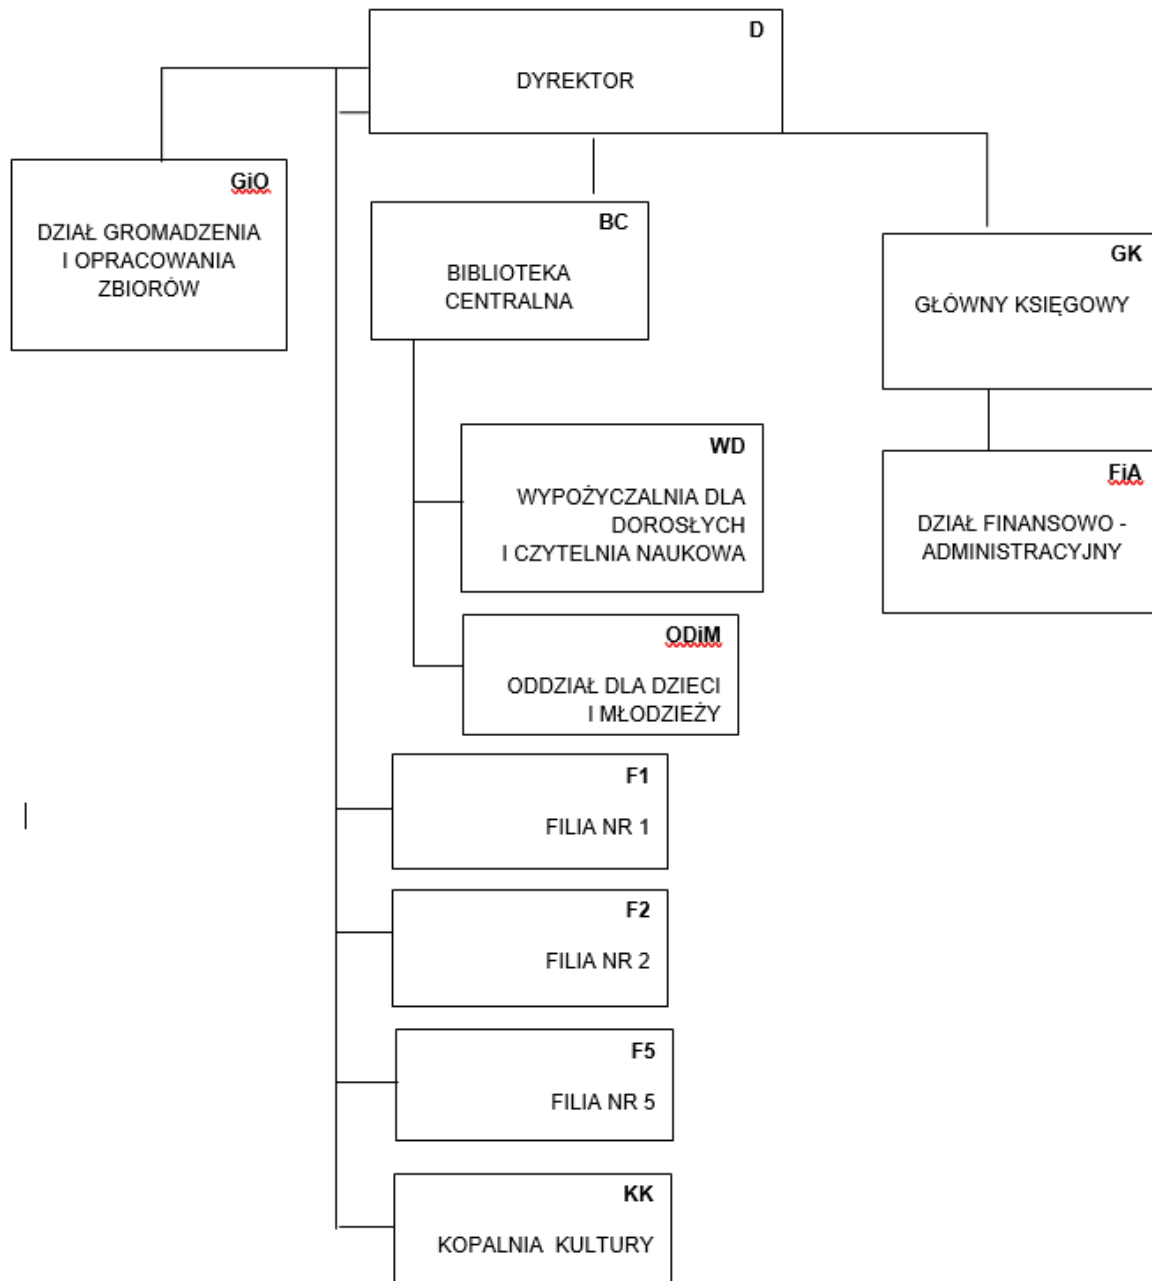 D
DYREKTOR
GiO
DZIAŁ GROMADZENIA
I OPRACOWANIA
ZBIORÓW
BC
BIBLIOTEKA
CENTRALNA
GK
GŁÓWNY KSIĘGOWY
WD
WYPOŻYCZALNIA DLA
DOROSŁYCH
I CZYTELNIA NAUKOWA
FiA
DZIAŁ FINANSOWO -
ADMINISTRACYJNY
ODiM
ODDZIAŁ DLA DZIECI
I MŁODZIEŻY
F1
FILIA NR 1
F2
FILIA NR 2
F5
FILIA NR 5
KK
KOPALNIA KULTURY